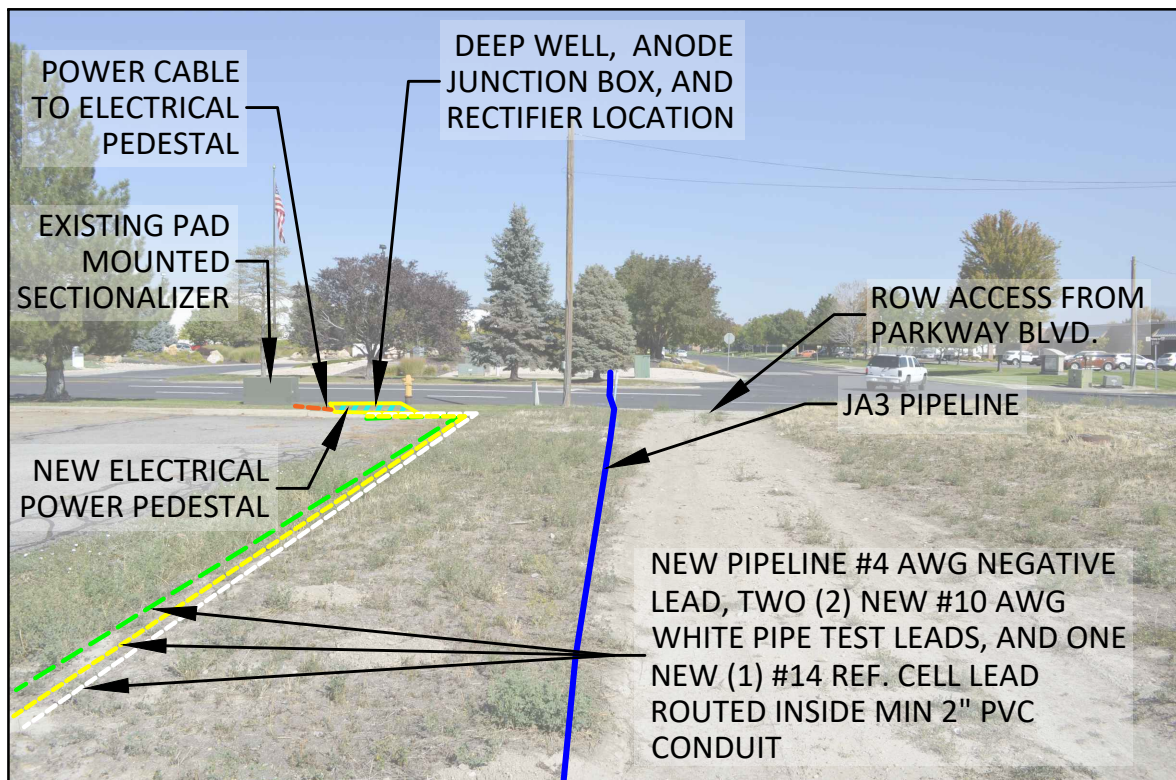 POWER CABLE
TO ELECTRICAL
PEDESTAL
DEEP WELL, ANODE
JUNCTION BOX, AND
RECTIFIER LOCATION
EXISTING PAD
MOUNTED
SECTIONALIZER
ROW ACCESS FROM
PARKWAY BLVD.
JA3 PIPELINE
NEW ELECTRICAL
POWER PEDESTAL
NEW PIPELINE #4 AWG NEGATIVE
LEAD, TWO (2) NEW #10 AWG
WHITE PIPE TEST LEADS, AND ONE
NEW (1) #14 REF. CELL LEAD
ROUTED INSIDE MIN 2" PVC
CONDUIT